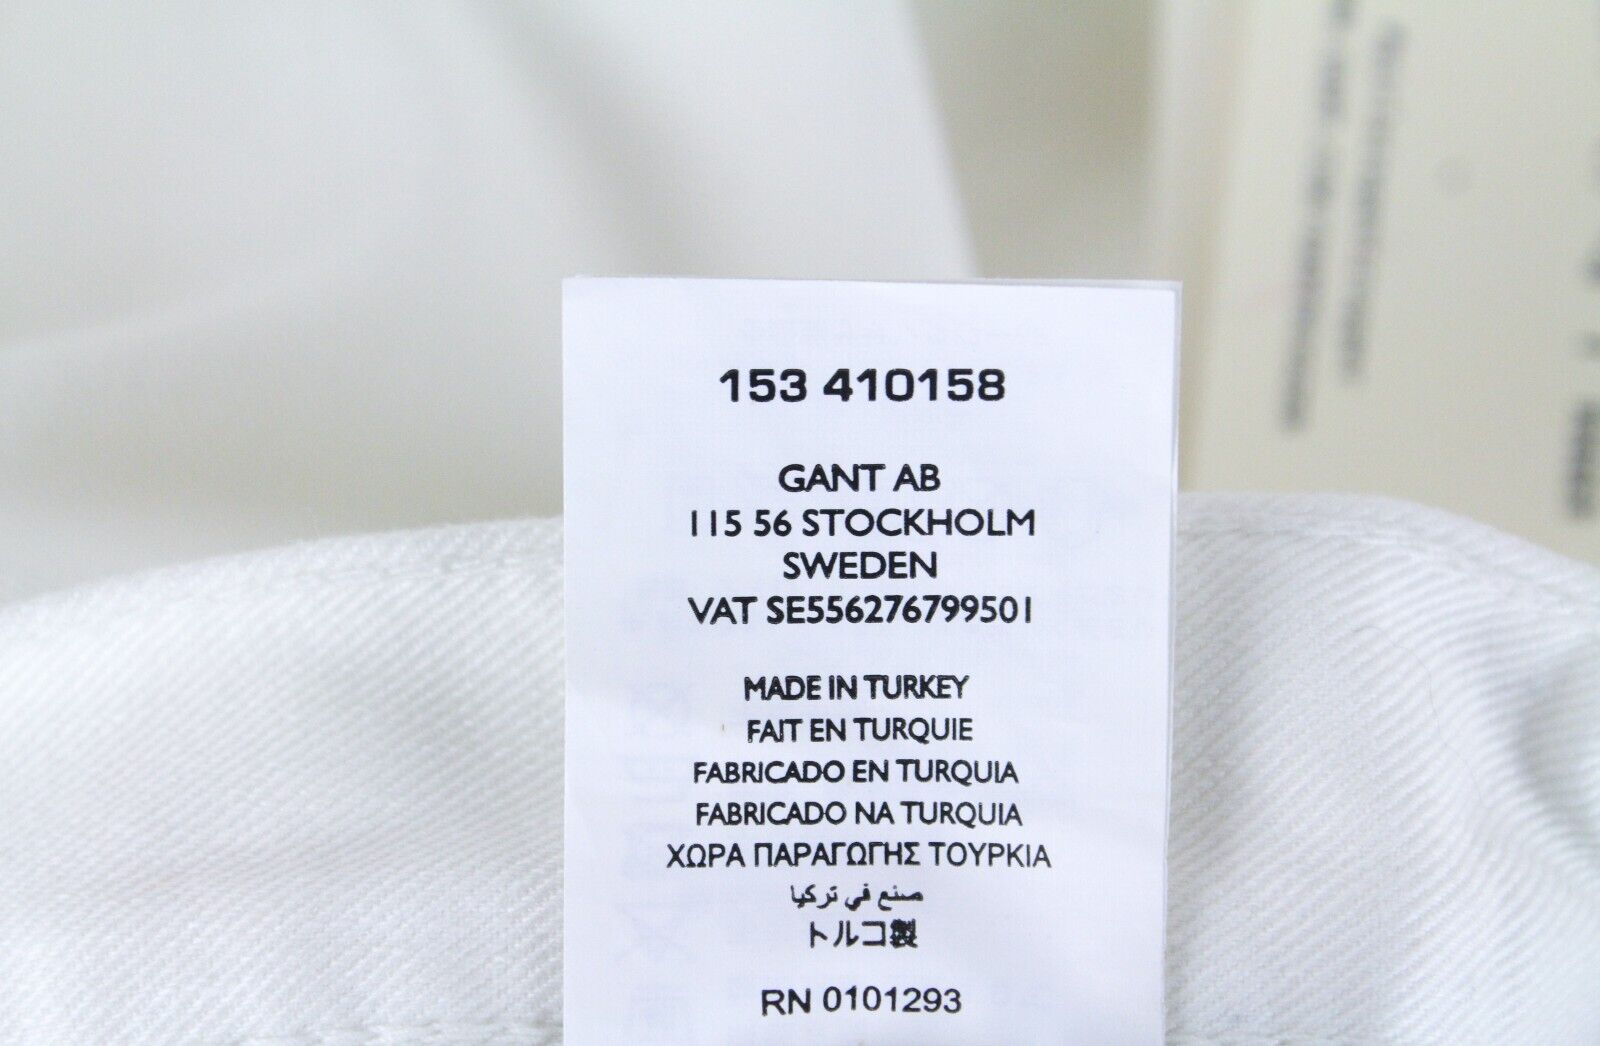 153 410158
GANT AB
115 56 STOCKHOLM
SWEDEN
VAT SE556276799501
MADE IN TURKEY
FAIT EN TURQUIE
FABRICADO EN TURQUIA
FABRICADO NA TURQUIA
ΧΩΡΑ ΠΑΡΑΓΩΓΗΣ ΤΟΥΡΚΙΑ
صنع في تركيا
トルコ製
RN 0101293